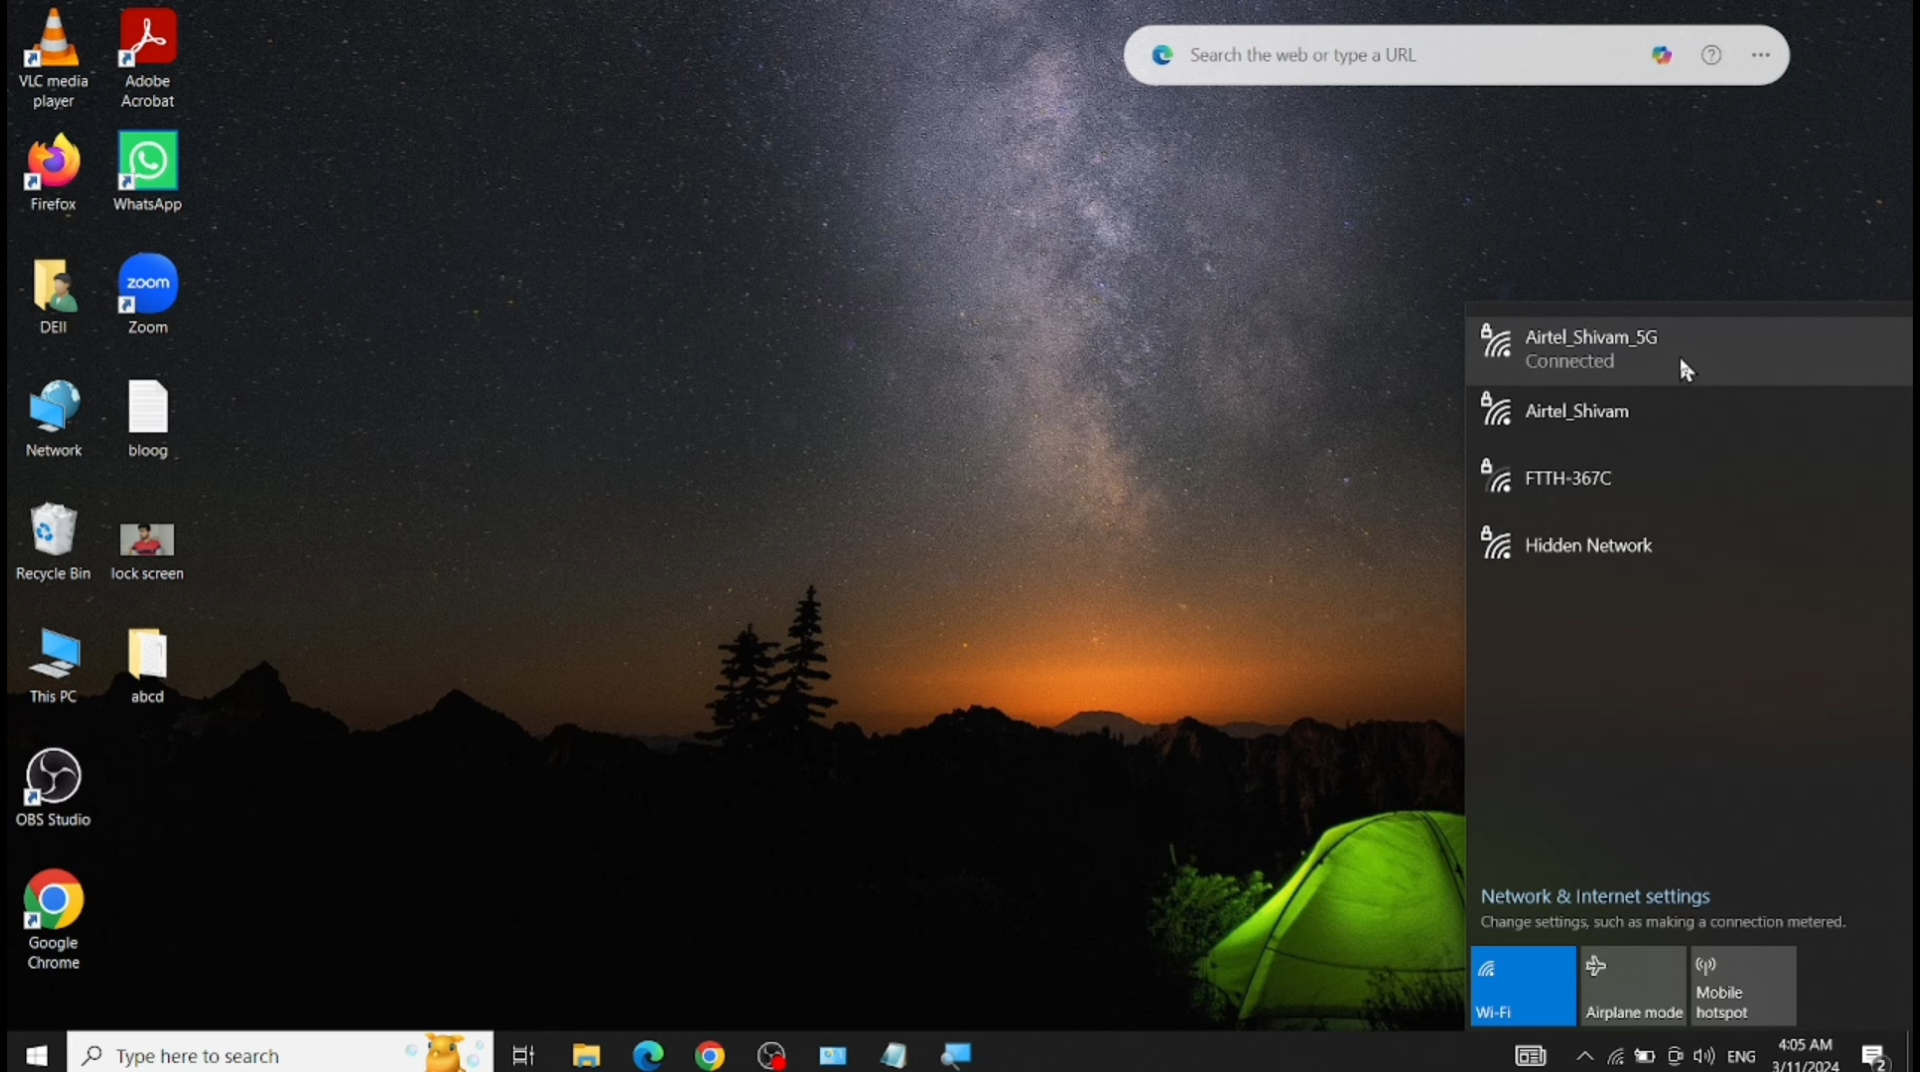 VLC media
player
Adobe
Acrobat
Firefox
WhatsApp
DEll
zoom
Zoom
Network
bloog
Recycle Bin
lock screen
This PC
abcd
OBS Studio
Google
Chrome
Search the web or type a URL
Airtel_Shivam_5G
Connected
Airtel_Shivam
FTTH-367C
Hidden Network
Network & Internet settings
Change settings, such as making a connection metered.
Wi-Fi
Airplane mode
Mobile
hotspot
Type here to search
ENG
4:05 AM
3/11/2024
2